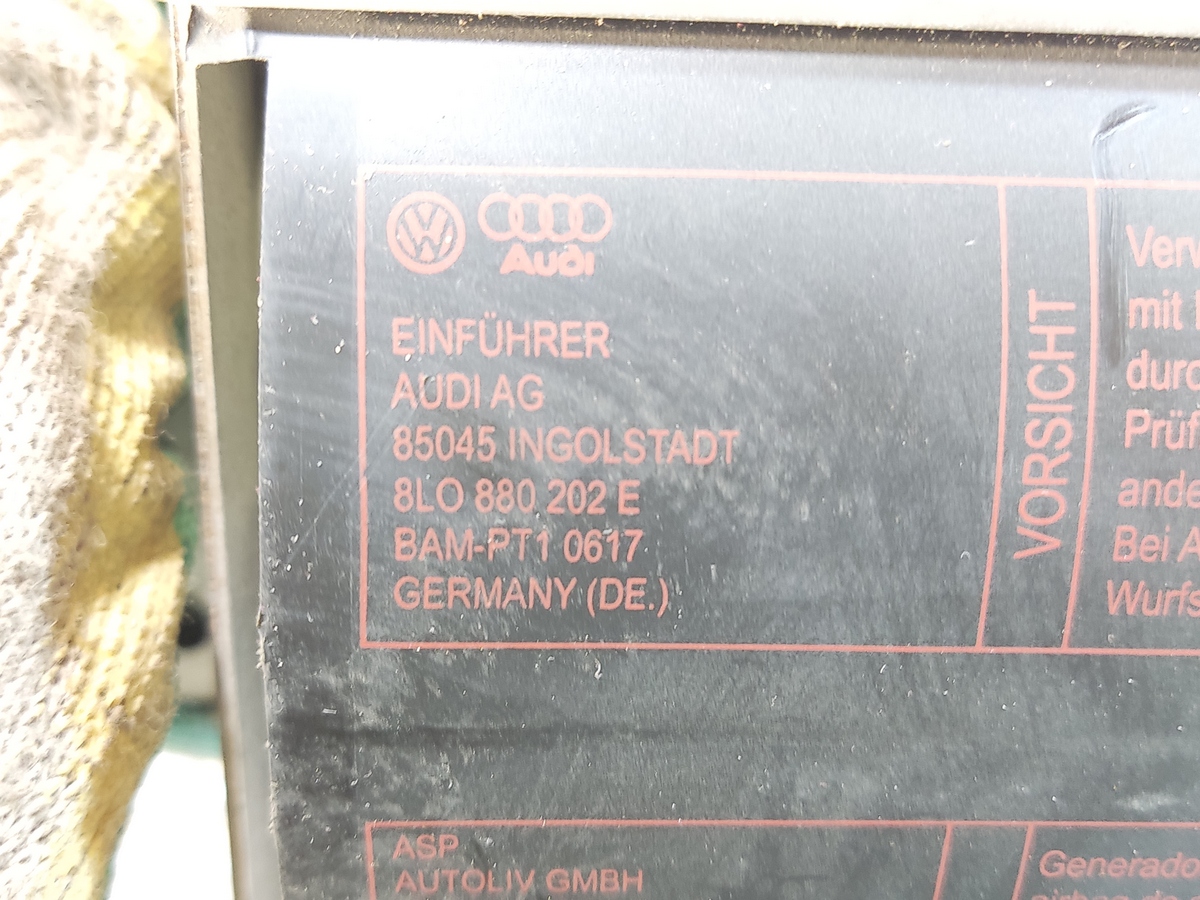 Audi
EINFÜHRER
AUDI AG
85045 INGOLSTADT
8LO 880 202 E
BAM-PT1 0617
GERMANY (DE.)
VORSICHT
mit
Bei
ASP
AUTOLIV GMBH